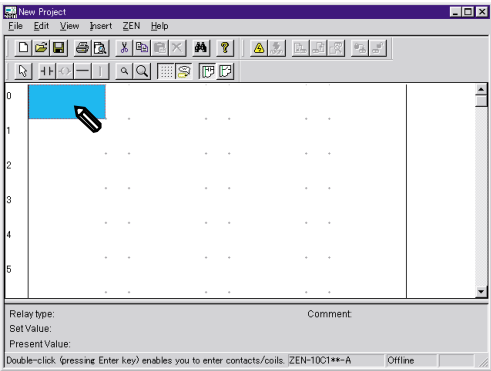 New Project
File Edit View Insert ZEN Help
0
1
2
3
4
5
Relay type: Comment:
Set Value:
Present Value:
Double-click (pressing Enter key) enables you to enter contacts/coils. ZEN-10C1**-A Offline